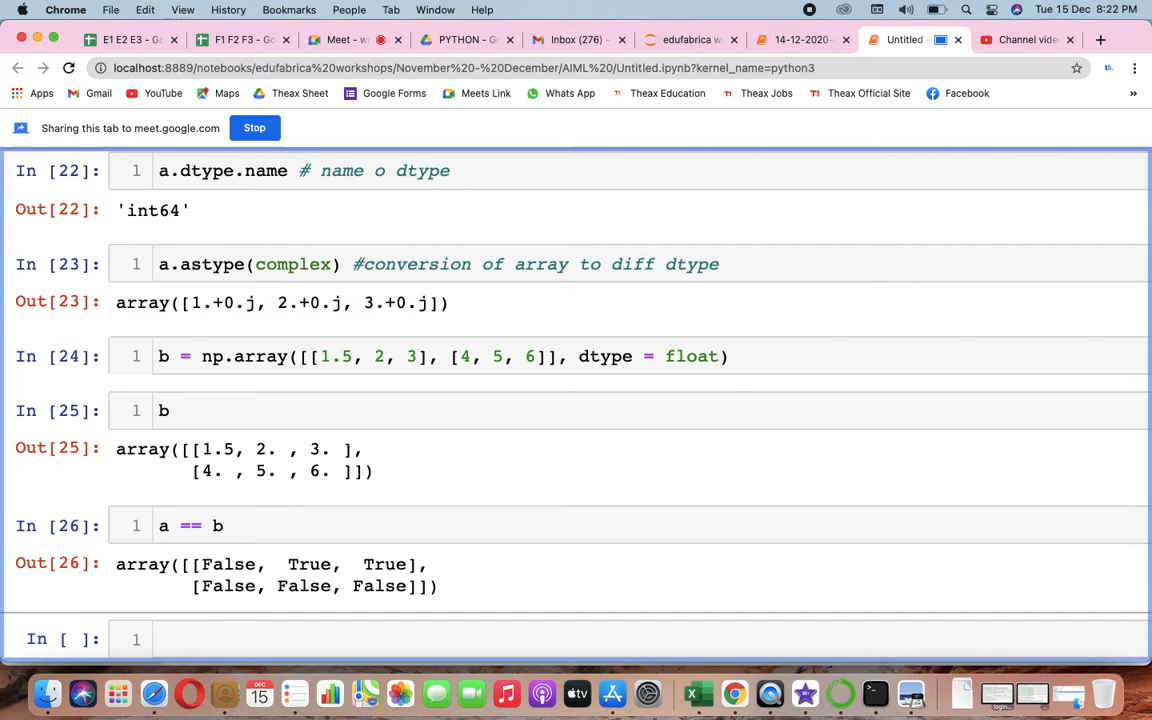 Chrome File Edit View History Bookmarks People Tab Window Help Tue 15 Dec 8:22 PM
E1 E2 E3 - G F1 F2 F3 - Go Meet - w PYTHON - G Inbox (276) - edufabrica w 14-12-2020- Untitled Channel vide
localhost:8889/notebooks/edufabrica%20workshops/November%20-%20December/AIML%20/Untitled.ipynb?kernel_name=python3
Apps Gmail YouTube Maps Theax Sheet Google Forms Meets Link Whats App Theax Education Theax Jobs Theax Official Site Facebook »
Sharing this tab to meet.google.com Stop
In [22]: 1 a.dtype.name # name o dtype
Out[22]: 'int64'
In [23]: 1 a.astype(complex) #conversion of array to diff dtype
Out[23]: array([1.+0.j, 2.+0.j, 3.+0.j])
In [24]: 1 b = np.array([[1.5, 2, 3], [4, 5, 6]], dtype = float)
In [25]: 1 b
Out[25]: array([[1.5, 2. , 3. ],
[4. , 5. , 6. ]])
In [26]: 1 a == b
Out[26]: array([[False, True, True],
[False, False, False]])
In [ ]: 1
DEC
15
tv